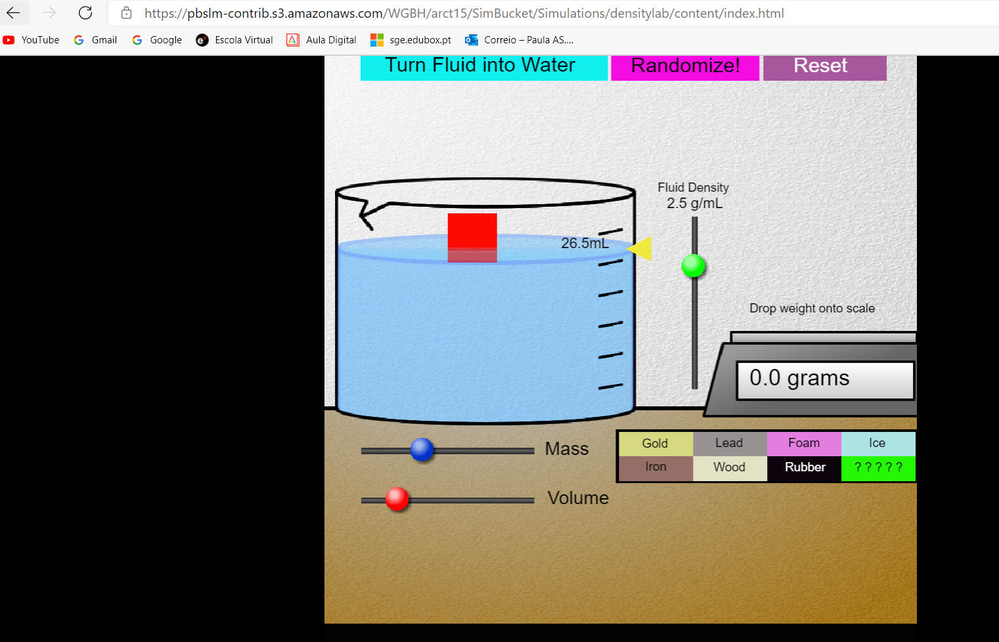 https://pbslm-contrib.s3.amazonaws.com/WGBH/arct15/SimBucket/Simulations/densitylab/content/index.html
YouTube Gmail Google Escola Virtual Aula Digital sge.edubox.pt Correio – Paula AS....
Turn Fluid into Water Randomize! Reset
Fluid Density
2.5 g/mL
26.5mL
Drop weight onto scale
0.0 grams
Mass
Gold Lead Foam Ice
Iron Wood Rubber ? ? ? ? ?
Volume